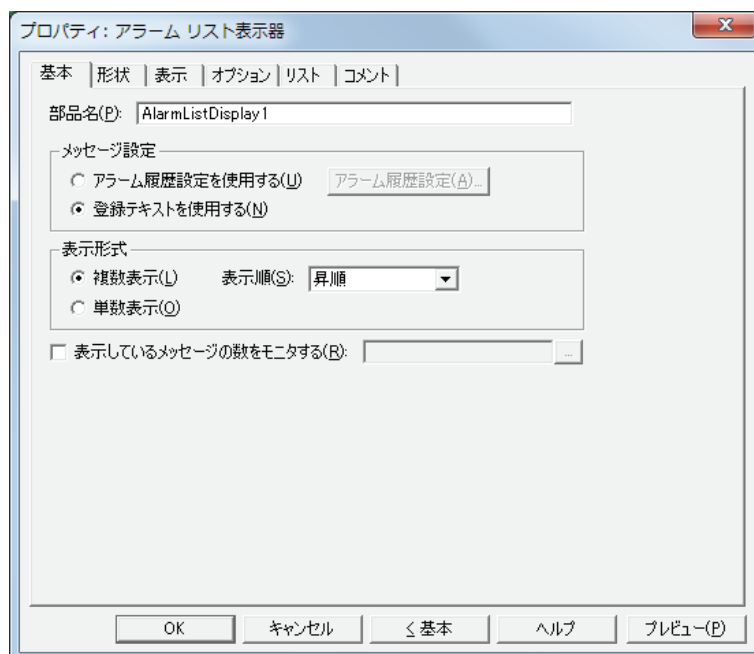 プロパティ: アラーム リスト表示器
基本 形状 表示 オプション リスト コメント
部品名(P): AlarmListDisplay1
メッセージ設定
アラーム履歴設定を使用する(U) アラーム履歴設定(A)...
登録テキストを使用する(N)
表示形式
複数表示(L) 表示順(S): 昇順
単数表示(O)
表示しているメッセージの数をモニタする(R): ...
OK キャンセル < 基本 ヘルプ プレビュー(P)